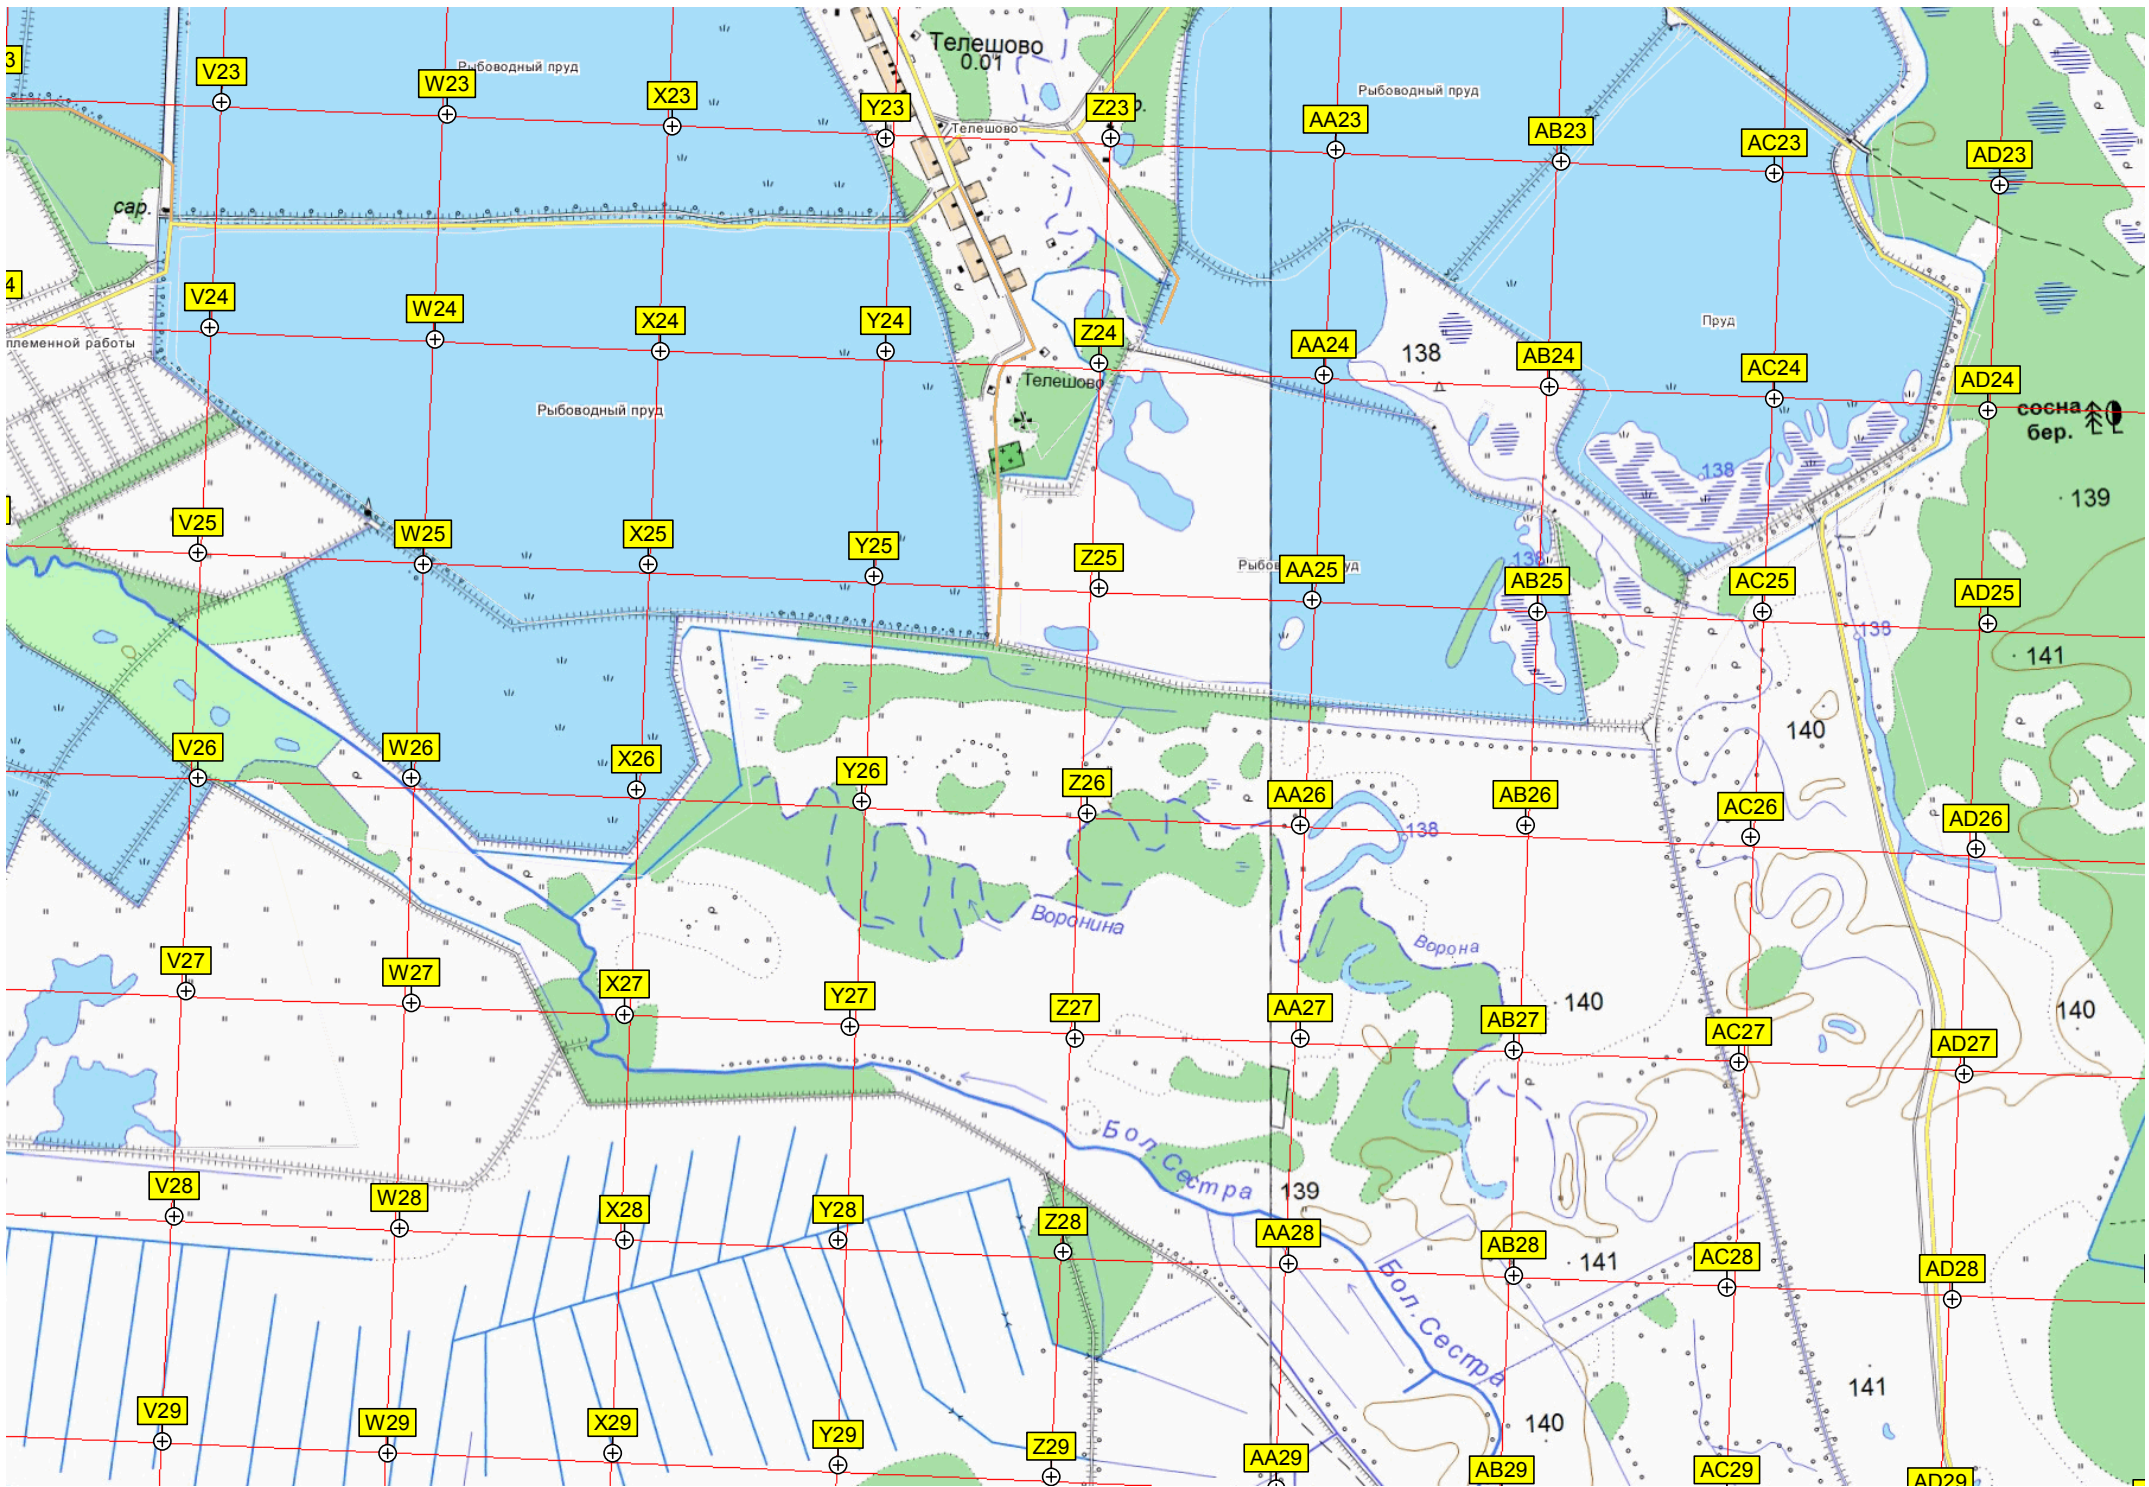 Телешово
0.01
3
V23
W23
Рыбоводный пруд
X23
Y23
Телешово
Z23
р.
Рыбоводный пруд
AA23
AB23
AC23
AD23
сар.
4
V24
W24
X24
Y24
Z24
AA24
138
AB24
Пруд
AC24
AD24
племенной работы
Телешово
Рыбоводный пруд
сосна
бер.
138
139
V25
W25
X25
Y25
Z25
AA25
138
AB25
AC25
AD25
138
141
140
V26
W26
X26
Y26
Z26
AA26
138
AB26
AC26
AD26
Воронина
Ворона
V27
W27
X27
Y27
Z27
AA27
AB27
140
AC27
AD27
140
Бол. Сестра
139
V28
W28
X28
Y28
Z28
AA28
AB28
141
AC28
AD28
Бол. Сестра
141
140
V29
W29
X29
Y29
Z29
AA29
AB29
AC29
AD29